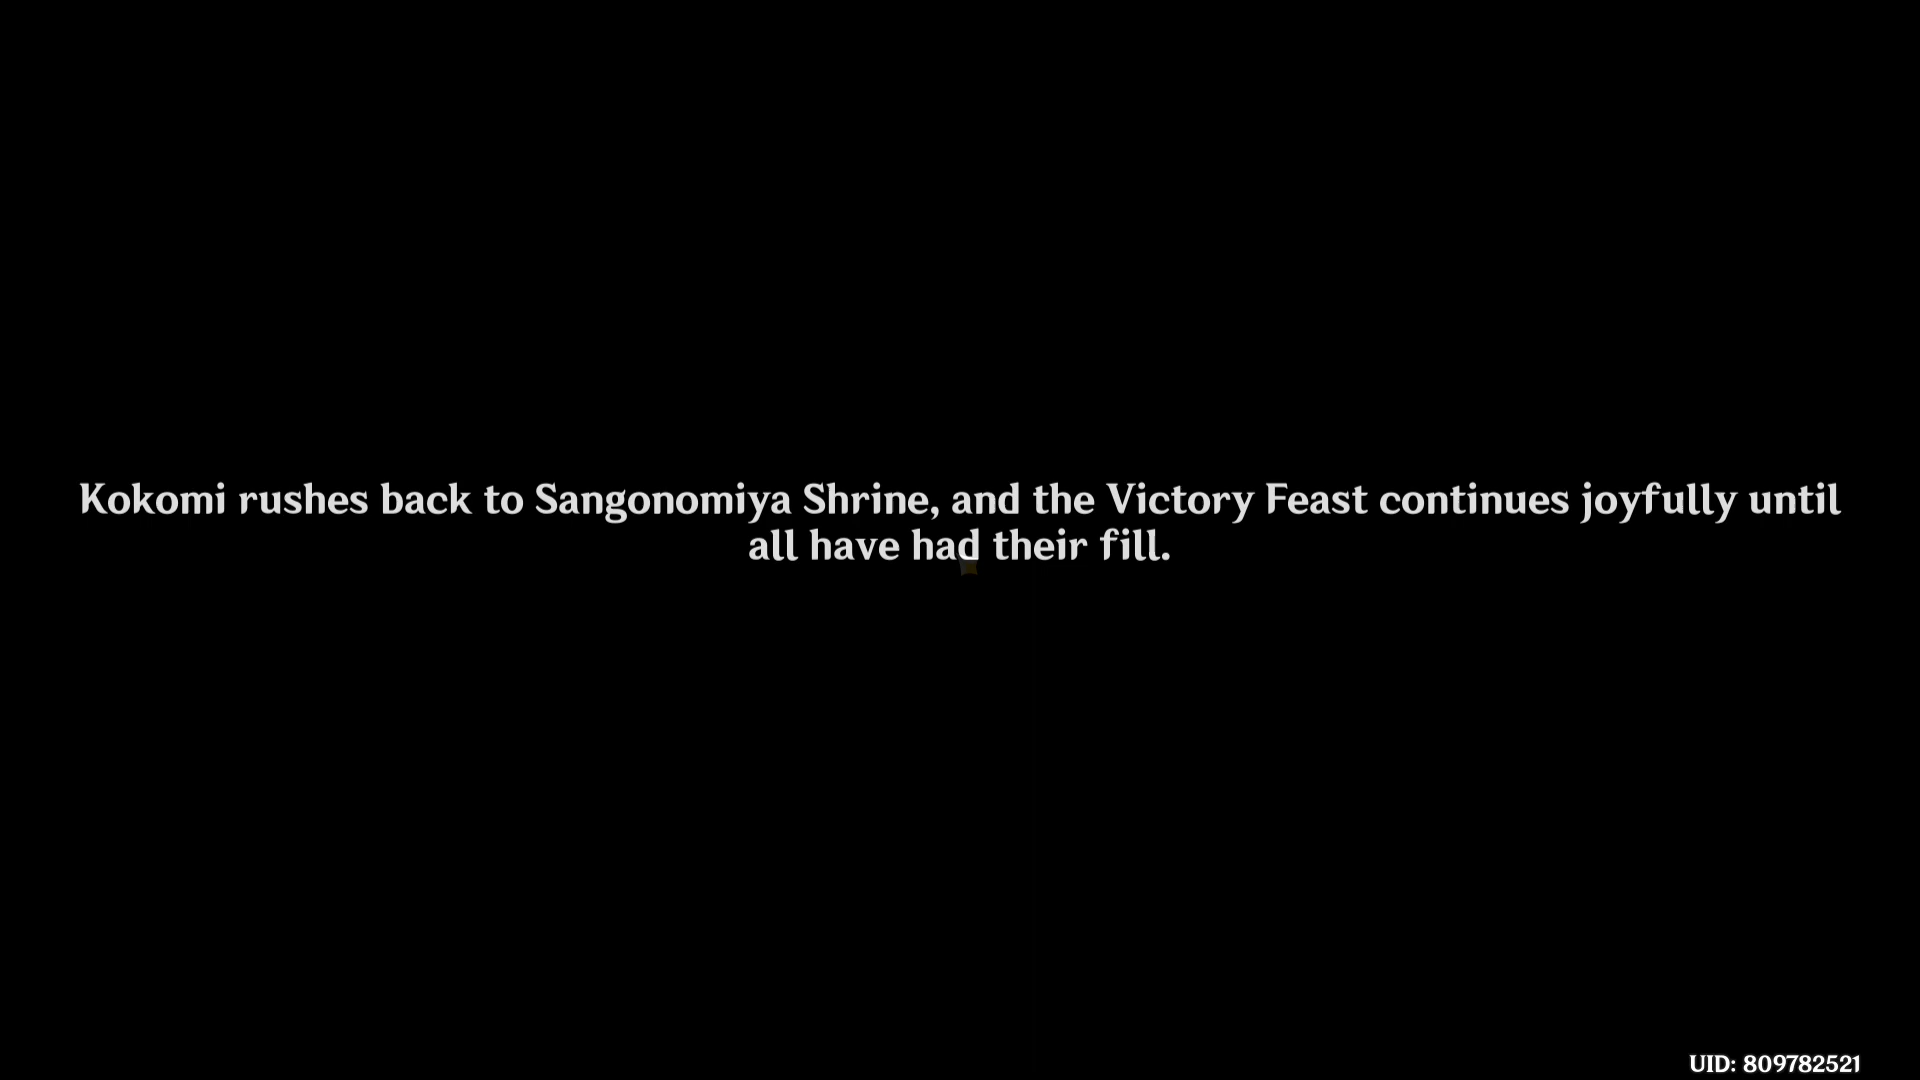 Kokomi rushes back to Sangonomiya Shrine, and the Victory Feast continues joyfully until
all have had their fill.
UID: 809782521